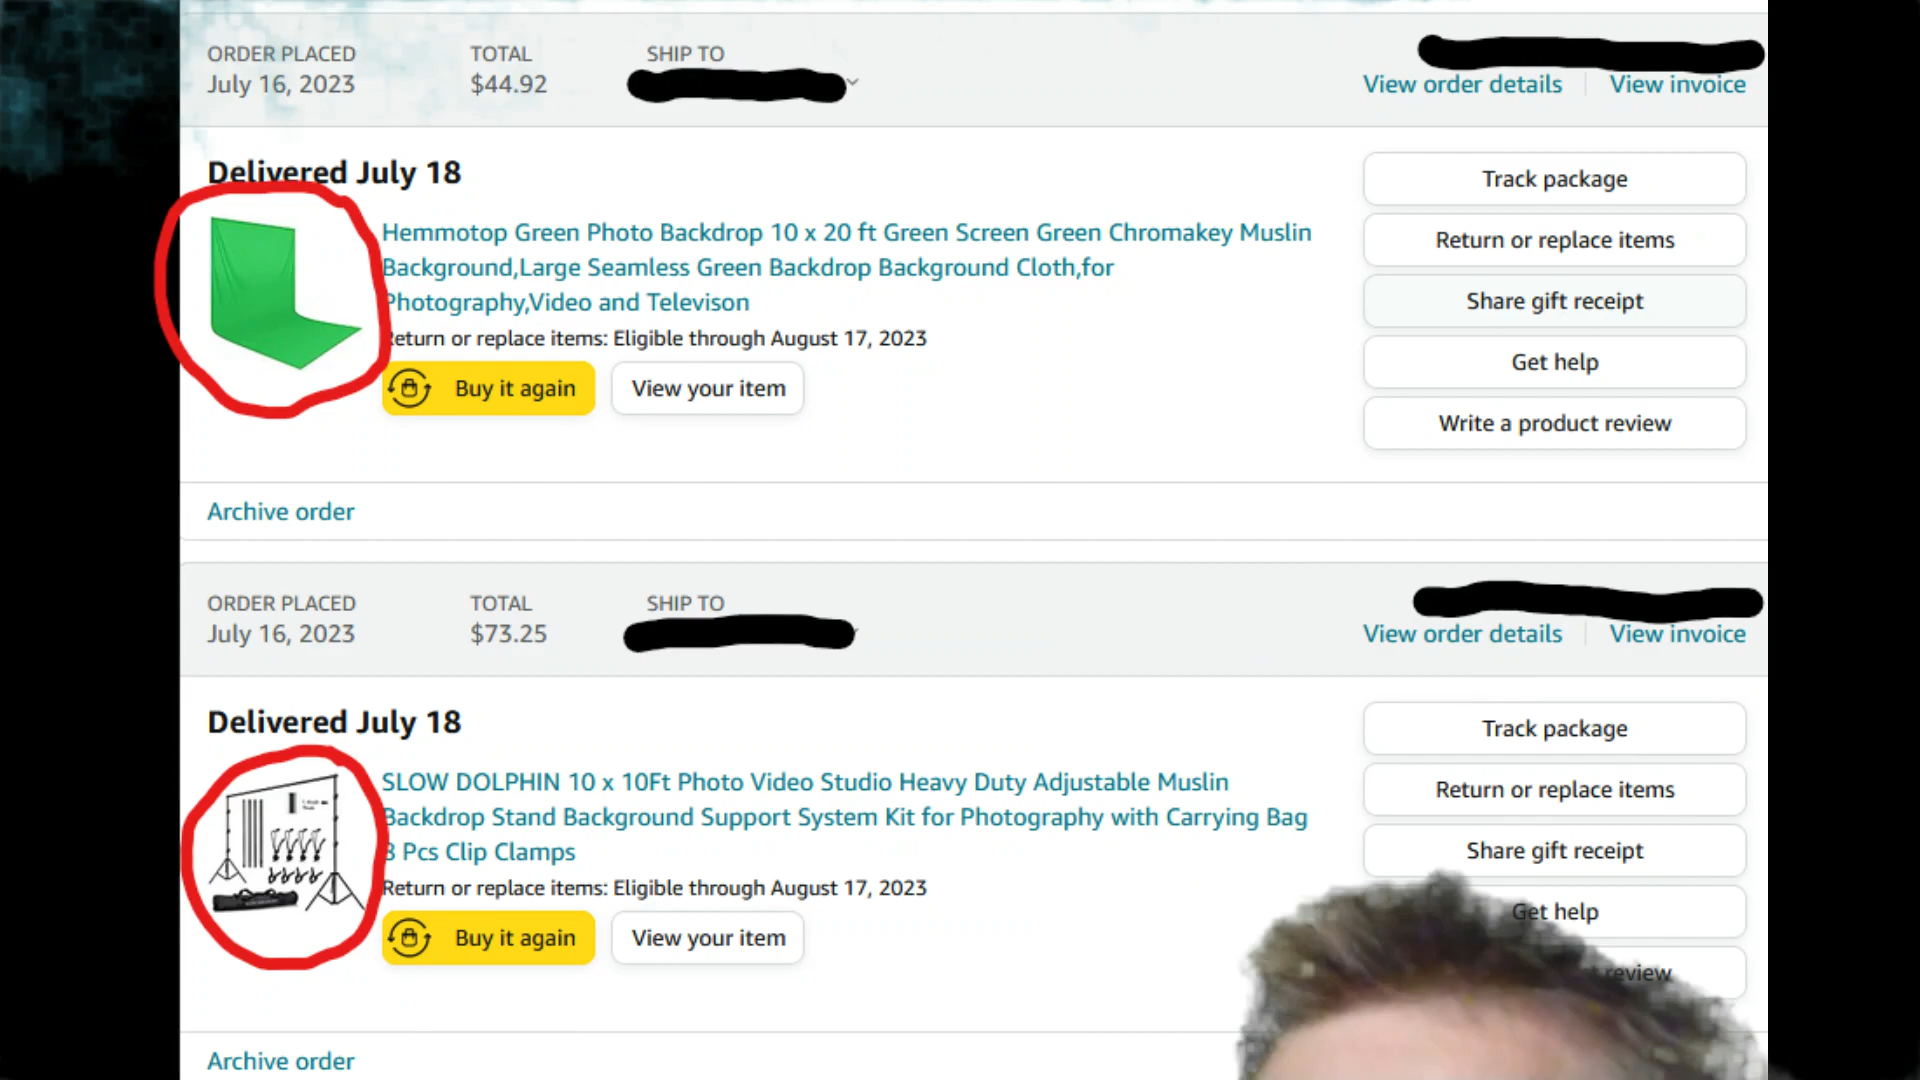 ORDER PLACED TOTAL SHIP TO
July 16, 2023 $44.92
View order details View invoice
Delivered July 18
Hemmotop Green Photo Backdrop 10 x 20 ft Green Screen Green Chromakey Muslin
Background,Large Seamless Green Backdrop Background Cloth,for
Photography,Video and Televison
Return or replace items: Eligible through August 17, 2023
Buy it again View your item
Track package
Return or replace items
Share gift receipt
Get help
Write a product review
Archive order
ORDER PLACED TOTAL SHIP TO
July 16, 2023 $73.25
View order details View invoice
Delivered July 18
SLOW DOLPHIN 10 x 10Ft Photo Video Studio Heavy Duty Adjustable Muslin
Backdrop Stand Background Support System Kit for Photography with Carrying Bag
8 Pcs Clip Clamps
Return or replace items: Eligible through August 17, 2023
Buy it again View your item
Track package
Return or replace items
Share gift receipt
Get help
review
Archive order